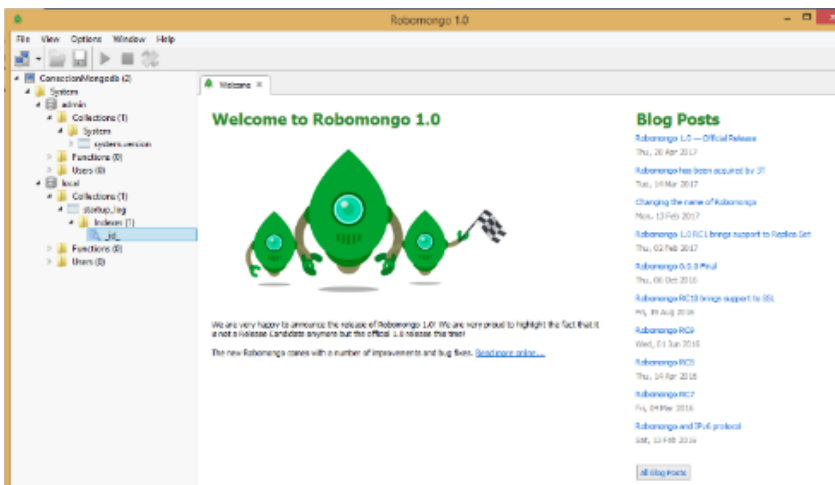 Robomongo 1.0
File View Options Window Help
ConeccionMongodb (2)
System
admin
Collections (1)
System
system.version
Functions (0)
Users (0)
local
Collections (1)
startup_log
Indexes (1)
_id_
Functions (0)
Users (0)
Welcome
Welcome to Robomongo 1.0
We are very happy to announce the release of Robomongo 1.0! We are very proud to highlight the fact that it
is not a Release Candidate anymore but the official 1.0 release this time!
The new Robomongo comes with a number of improvements and bug fixes. Read more online...
Blog Posts
Robomongo 1.0 — Official Release
Thu, 20 Apr 2017
Robomongo has been acquired by 3T
Tue, 14 Mar 2017
Changing the name of Robomongo
Mon, 13 Feb 2017
Robomongo 1.0 RC1 brings support to Replica Set
Thu, 02 Feb 2017
Robomongo 0.9.0 Final
Thu, 06 Oct 2016
Robomongo RC10 brings support to SSL
Fri, 19 Aug 2016
Robomongo RC9
Wed, 01 Jun 2016
Robomongo RC8
Thu, 14 Apr 2016
Robomongo RC7
Fri, 04 Mar 2016
Robomongo and IPv6 protocol
Sat, 13 Feb 2016
All Blog Posts